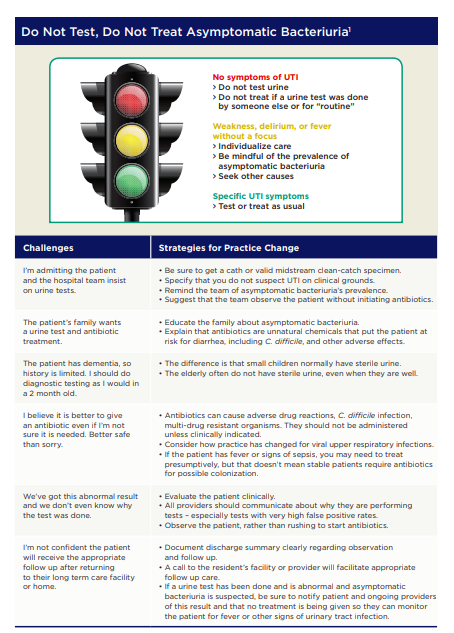 Do Not Test, Do Not Treat Asymptomatic Bacteriuria¹
No symptoms of UTI
> Do not test urine
> Do not treat if a urine test was done
by someone else or for “routine”
Weakness, delirium, or fever
without a focus
> Individualize care
> Be mindful of the prevalence of
asymptomatic bacteriuria
> Seek other causes
Specific UTI symptoms
> Test or treat as usual
Challenges
Strategies for Practice Change
I’m admitting the patient
and the hospital team insist
on urine tests.
• Be sure to get a cath or valid midstream clean-catch specimen.
• Specify that you do not suspect UTI on clinical grounds.
• Remind the team of asymptomatic bacteriuria’s prevalence.
• Suggest that the team observe the patient without initiating antibiotics.
The patient’s family wants
a urine test and antibiotic
treatment.
• Educate the family about asymptomatic bacteriuria.
• Explain that antibiotics are unnatural chemicals that put the patient at
risk for diarrhea, including C. difficile, and other adverse effects.
The patient has dementia, so
history is limited. I should do
diagnostic testing as I would in
a 2 month old.
• The difference is that small children normally have sterile urine.
• The elderly often do not have sterile urine, even when they are well.
I believe it is better to give
an antibiotic even if I’m not
sure it is needed. Better safe
than sorry.
• Antibiotics can cause adverse drug reactions, C. difficile infection,
multi-drug resistant organisms. They should not be administered
unless clinically indicated.
• Consider how practice has changed for viral upper respiratory infections.
• If the patient has fever or signs of sepsis, you may need to treat
presumptively, but that doesn’t mean stable patients require antibiotics
for possible colonization.
We’ve got this abnormal result
and we don’t even know why
the test was done.
• Evaluate the patient clinically.
• All providers should communicate about why they are performing
tests – especially tests with very high false positive rates.
• Observe the patient, rather than rushing to start antibiotics.
I’m not confident the patient
will receive the appropriate
follow up after returning
to their long term care facility
or home.
• Document discharge summary clearly regarding observation
and follow up.
• A call to the resident’s facility or provider will facilitate appropriate
follow up care.
• If a urine test has been done and is abnormal and asymptomatic
bacteriuria is suspected, be sure to notify patient and ongoing providers
of this result and that no treatment is being given so they can monitor
the patient for fever or other signs of urinary tract infection.